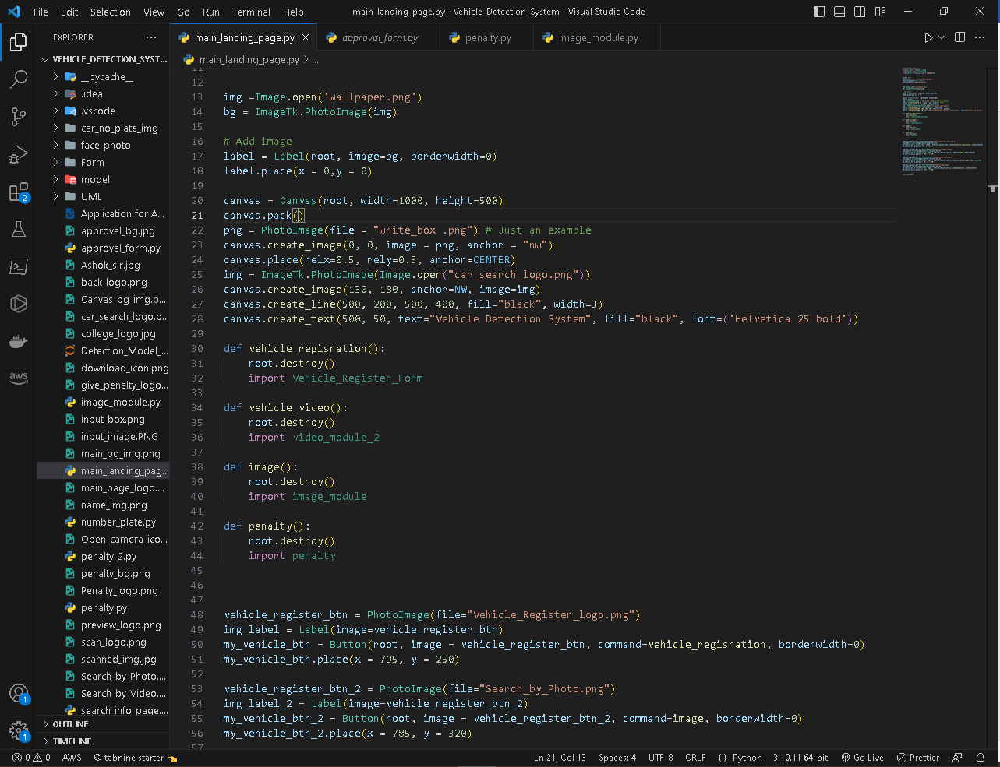 File Edit Selection View Go Run Terminal Help main_landing_page.py - Vehicle_Detection_System - Visual Studio Code
EXPLORER ...
main_landing_page.py approval_form.py penalty.py image_module.py
main_landing_page.py > ...
VEHICLE_DETECTION_SYST...
__pycache__
.idea
.vscode
car_no_plate_img
face_photo
Form
model
UML
Application for A...
approval_bg.jpg
approval_form.py
Ashok_sir.jpg
back_logo.png
Canvas_bg_img.p...
car_search_logo.p...
college_logo.jpg
Detection_Model_...
download_icon.png
give_penalty_logo...
image_module.py
input_box.png
input_image.PNG
main_bg_img.png
main_landing_pag...
main_page_logo....
name_img.png
number_plate.py
Open_camera_ico...
penalty_2.py
penalty_bg.png
Penalty_logo.png
penalty.py
preview_logo.png
scan_logo.png
scanned_img.jpg
Search_by_Photo....
Search_by_Video....
search info page....
OUTLINE
TIMELINE
2
1
1
11
12
13 img =Image.open('wallpaper.png')
14 bg = ImageTk.PhotoImage(img)
15
16 # Add image
17 label = Label(root, image=bg, borderwidth=0)
18 label.place(x = 0,y = 0)
19
20 canvas = Canvas(root, width=1000, height=500)
21 canvas.pack()
22 png = PhotoImage(file = "white_box .png") # Just an example
23 canvas.create_image(0, 0, image = png, anchor = "nw")
24 canvas.place(relx=0.5, rely=0.5, anchor=CENTER)
25 img = ImageTk.PhotoImage(Image.open("car_search_logo.png"))
26 canvas.create_image(130, 180, anchor=NW, image=img)
27 canvas.create_line(500, 200, 500, 400, fill="black", width=3)
28 canvas.create_text(500, 50, text="Vehicle Detection System", fill="black", font=('Helvetica 25 bold'))
29
30 def vehicle_regisration():
31 root.destroy()
32 import Vehicle_Register_Form
33
34 def vehicle_video():
35 root.destroy()
36 import video_module_2
37
38 def image():
39 root.destroy()
40 import image_module
41
42 def penalty():
43 root.destroy()
44 import penalty
45
46
47
48 vehicle_register_btn = PhotoImage(file="Vehicle_Register_logo.png")
49 img_label = Label(image=vehicle_register_btn)
50 my_vehicle_btn = Button(root, image = vehicle_register_btn, command=vehicle_regisration, borderwidth=0)
51 my_vehicle_btn.place(x = 795, y = 250)
52
53 vehicle_register_btn_2 = PhotoImage(file="Search_by_Photo.png")
54 img_label_2 = Label(image=vehicle_register_btn_2)
55 my_vehicle_btn_2 = Button(root, image = vehicle_register_btn_2, command=image, borderwidth=0)
56 my_vehicle_btn_2.place(x = 785, y = 320)
57
aws
0 0 AWS tabnine starter Ln 21, Col 13 Spaces: 4 UTF-8 CRLF {} Python 3.10.11 64-bit Go Live Prettier